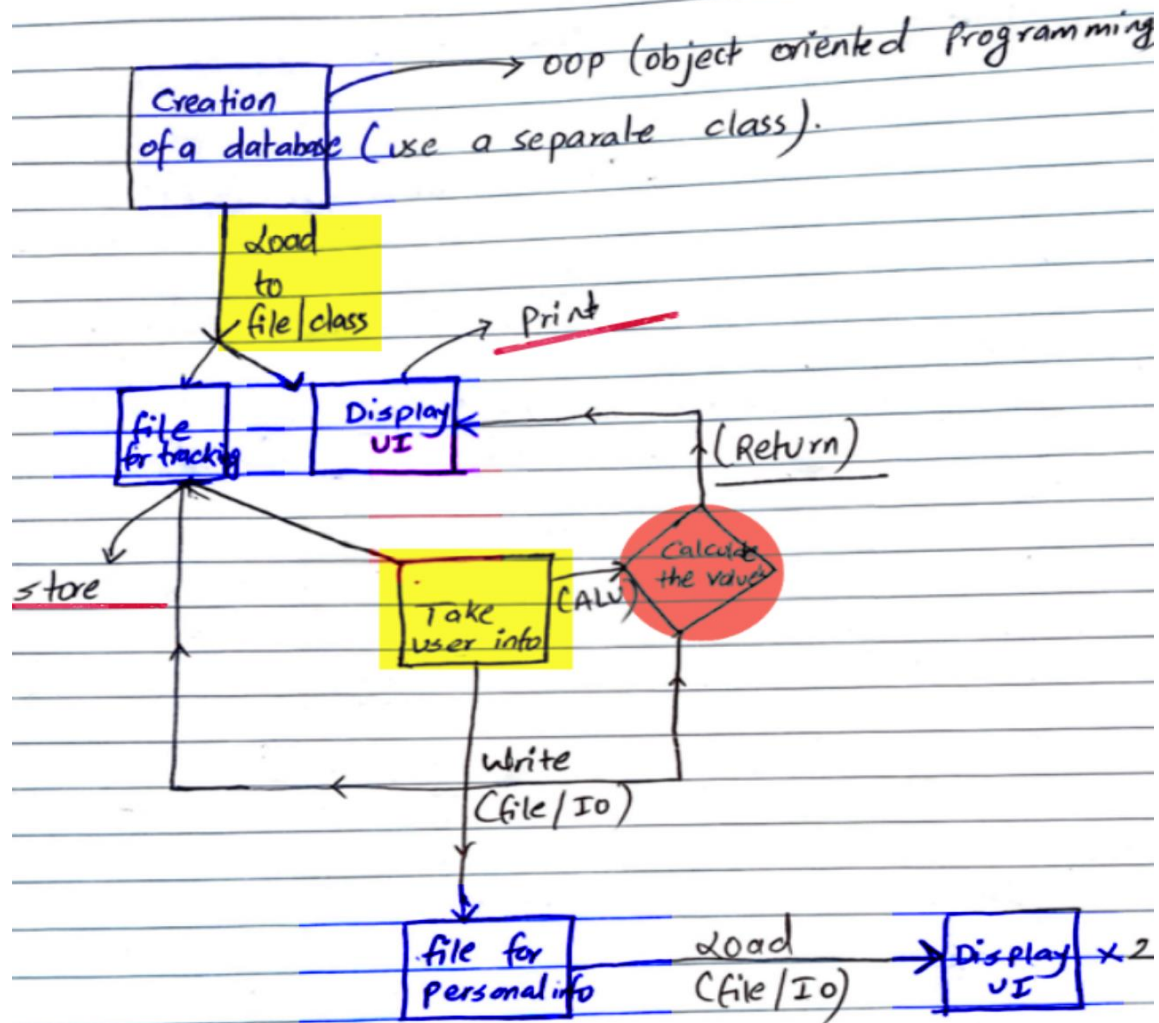 OOP (object oriented Programming
Creation
of a database (use a separate class).
Load
to
file/class
Print
file
for tracking
Display
UI
(Return)
Calculate
the values
store
Take
user info
(ALU)
Write
(file/IO)
file for
personal info
Load
(file/IO)
Display
UI
x 2